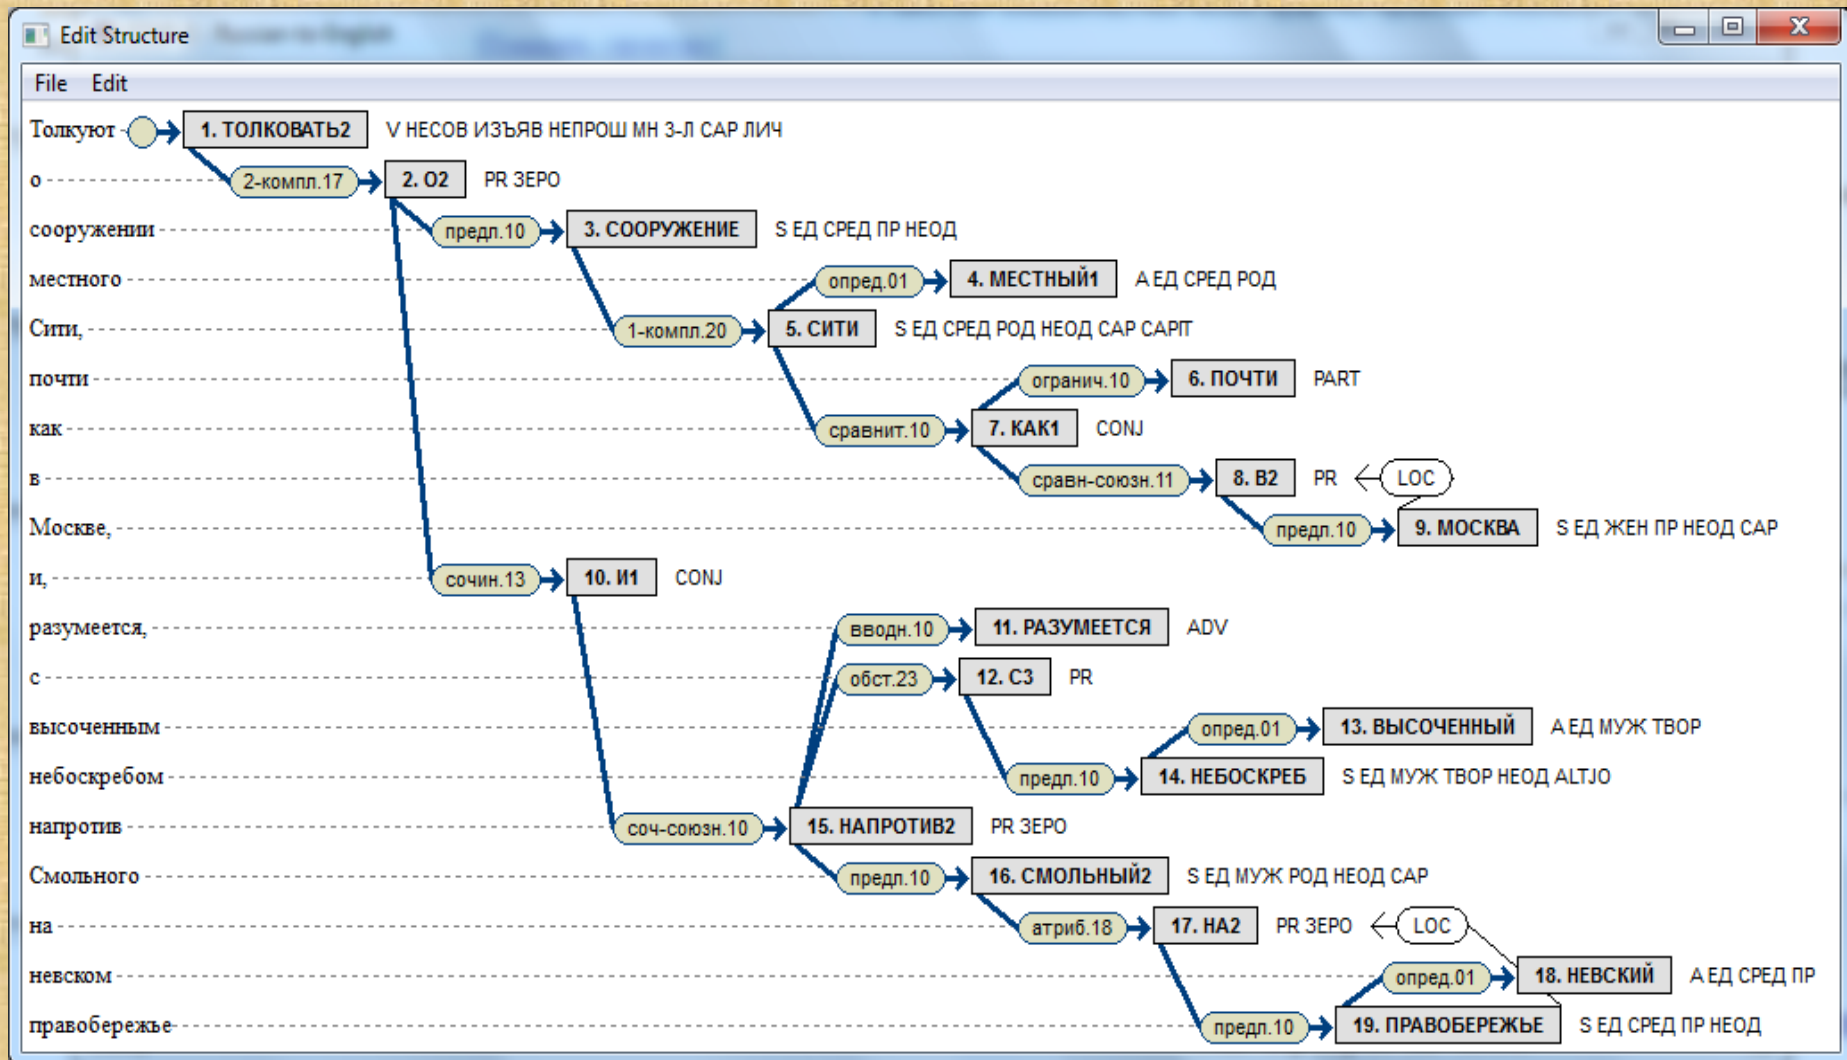 Edit Structure
File Edit
Толкуют 1. ТОЛКОВАТЬ2 V НЕСОВ ИЗЪЯВ НЕПРОШ МН 3-Л CAP ЛИЧ
о 2-компл.17 2. О2 PR ЗЕРО
сооружении предл.10 3. СООРУЖЕНИЕ S ЕД СРЕД ПР НЕОД
местного опред.01 4. МЕСТНЫЙ1 A ЕД СРЕД РОД
Сити, 1-компл.20 5. СИТИ S ЕД СРЕД РОД НЕОД CAP CAPIT
почти огранич.10 6. ПОЧТИ PART
как сравнит.10 7. КАК1 CONJ
в сравн-союзн.11 8. В2 PR LOC
Москве, предл.10 9. МОСКВА S ЕД ЖЕН ПР НЕОД CAP
и, сочин.13 10. И1 CONJ
разумеется, вводн.10 11. РАЗУМЕЕТСЯ ADV
с обст.23 12. С3 PR
высоченным опред.01 13. ВЫСОЧЕННЫЙ A ЕД МУЖ ТВОР
небоскребом предл.10 14. НЕБОСКРЕБ S ЕД МУЖ ТВОР НЕОД ALTJO
напротив соч-союзн.10 15. НАПРОТИВ2 PR ЗЕРО
Смольного предл.10 16. СМОЛЬНЫЙ2 S ЕД МУЖ РОД НЕОД CAP
на атриб.18 17. НА2 PR ЗЕРО LOC
невском опред.01 18. НЕВСКИЙ A ЕД СРЕД ПР
правобережье предл.10 19. ПРАВОБЕРЕЖЬЕ S ЕД СРЕД ПР НЕОД